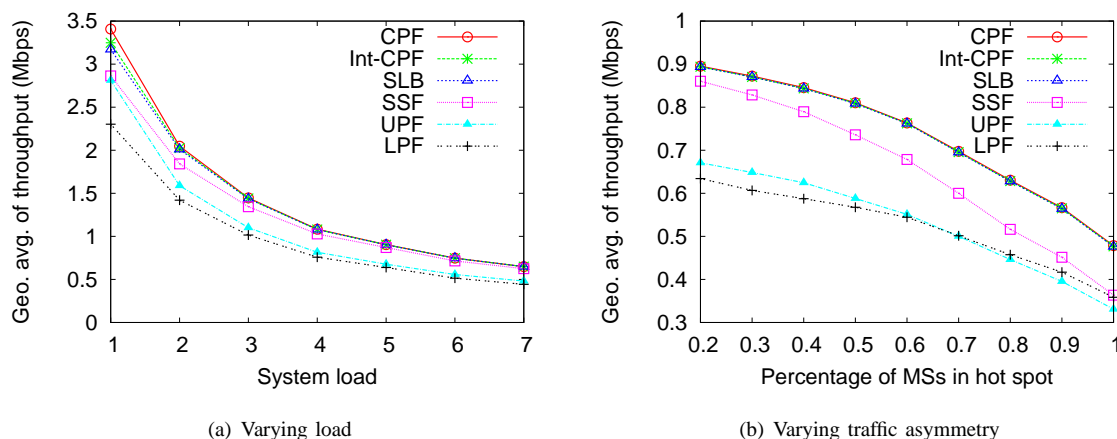 Geo. avg. of throughput (Mbps)
3.5
3
2.5
2
1.5
1
0.5
0
1 2 3 4 5 6 7
System load
CPF
Int-CPF
SLB
SSF
UPF
LPF
(a) Varying load
Geo. avg. of throughput (Mbps)
1
0.9
0.8
0.7
0.6
0.5
0.4
0.3
0.2 0.3 0.4 0.5 0.6 0.7 0.8 0.9 1
Percentage of MSs in hot spot
CPF
Int-CPF
SLB
SSF
UPF
LPF
(b) Varying traffic asymmetry